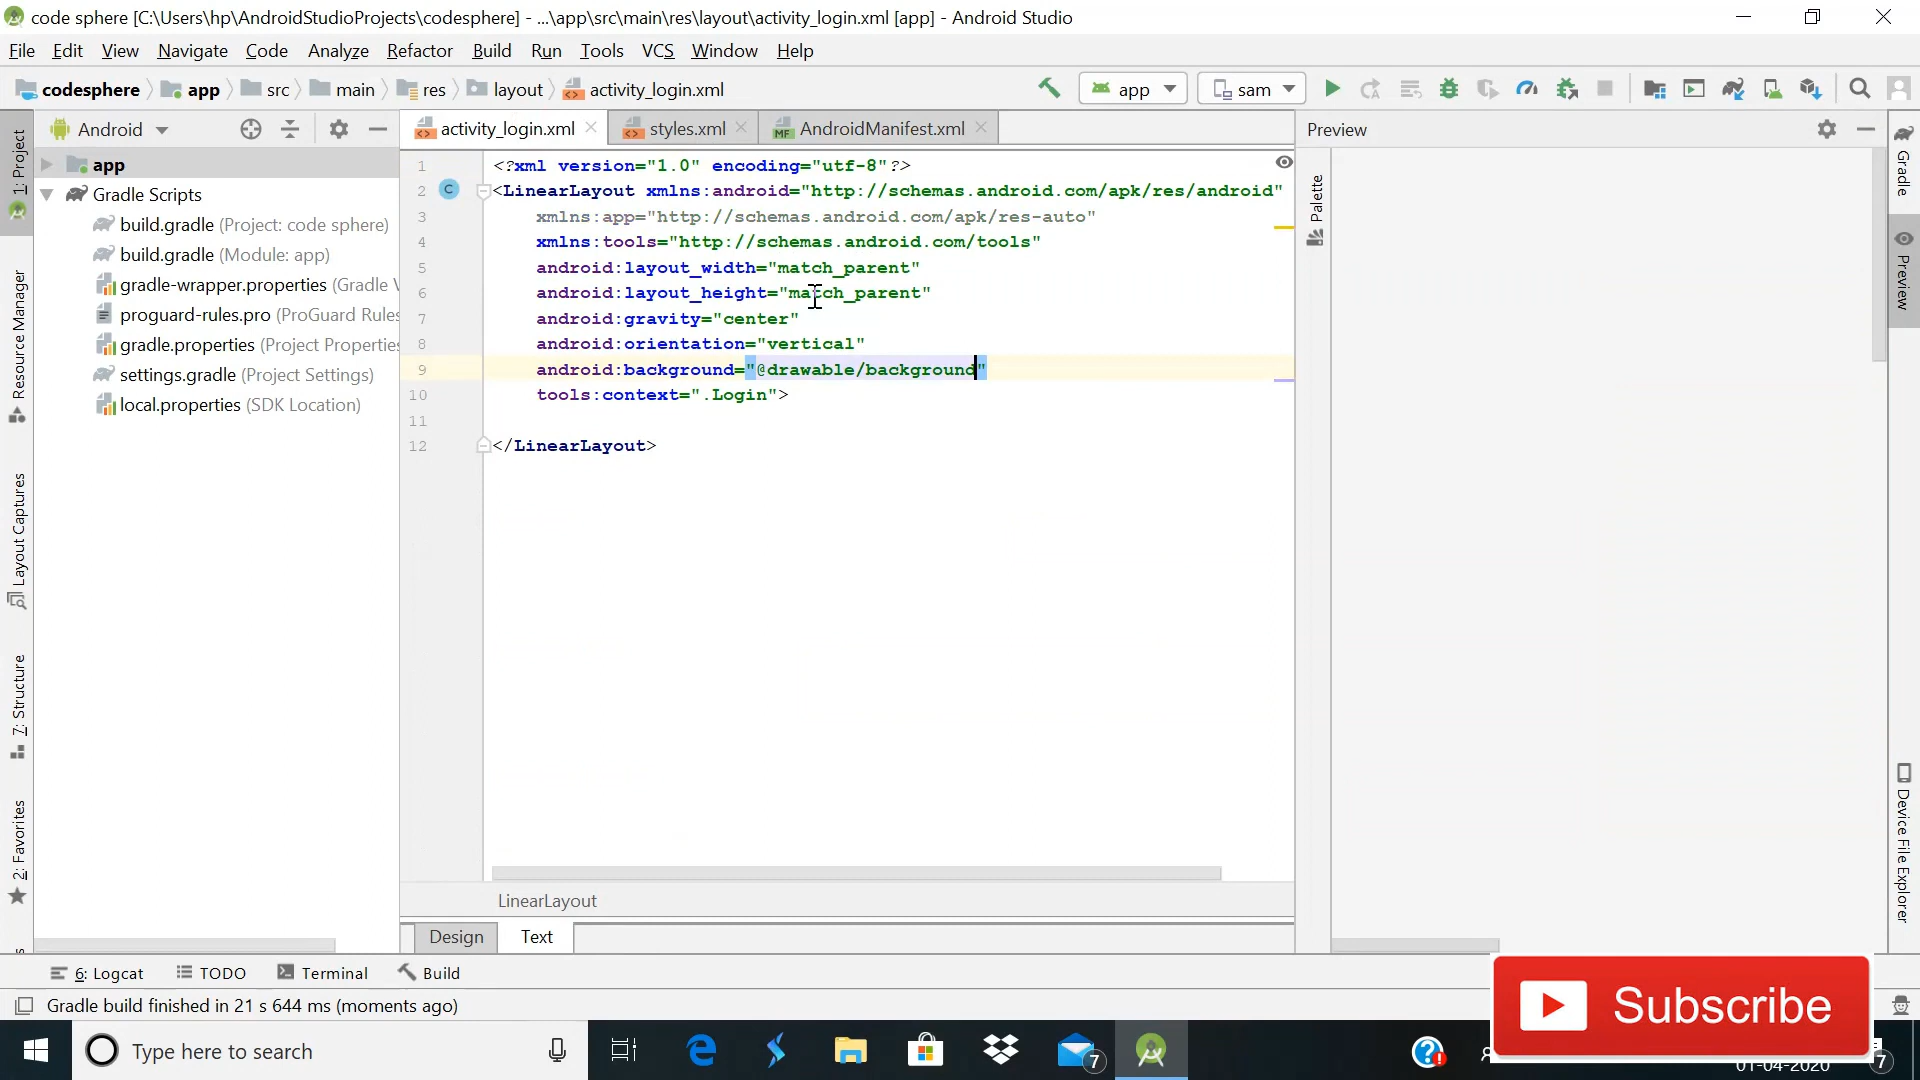 code sphere [C:\Users\hp\AndroidStudioProjects\codesphere] - ...\app\src\main\res\layout\activity_login.xml [app] - Android Studio
File Edit View Navigate Code Analyze Refactor Build Run Tools VCS Window Help
codesphere app src main res layout activity_login.xml
app sam
1: Project
Resource Manager
Layout Captures
7: Structure
2: Favorites
Android
app
Gradle Scripts
build.gradle (Project: code sphere)
build.gradle (Module: app)
gradle-wrapper.properties (Gradle V
proguard-rules.pro (ProGuard Rules
gradle.properties (Project Properties
settings.gradle (Project Settings)
local.properties (SDK Location)
activity_login.xml styles.xml AndroidManifest.xml
1 <?xml version="1.0" encoding="utf-8"?>
2 C <LinearLayout xmlns:android="http://schemas.android.com/apk/res/android"
3 xmlns:app="http://schemas.android.com/apk/res-auto"
4 xmlns:tools="http://schemas.android.com/tools"
5 android:layout_width="match_parent"
6 android:layout_height="match_parent"
7 android:gravity="center"
8 android:orientation="vertical"
9 android:background="@drawable/background"
10 tools:context=".Login">
11
12 </LinearLayout>
LinearLayout
Design Text
Preview
Palette
Gradle
Preview
Device File Explorer
6: Logcat TODO Terminal Build
Gradle build finished in 21 s 644 ms (moments ago)
Subscribe
Type here to search
7
01-04-2020
7